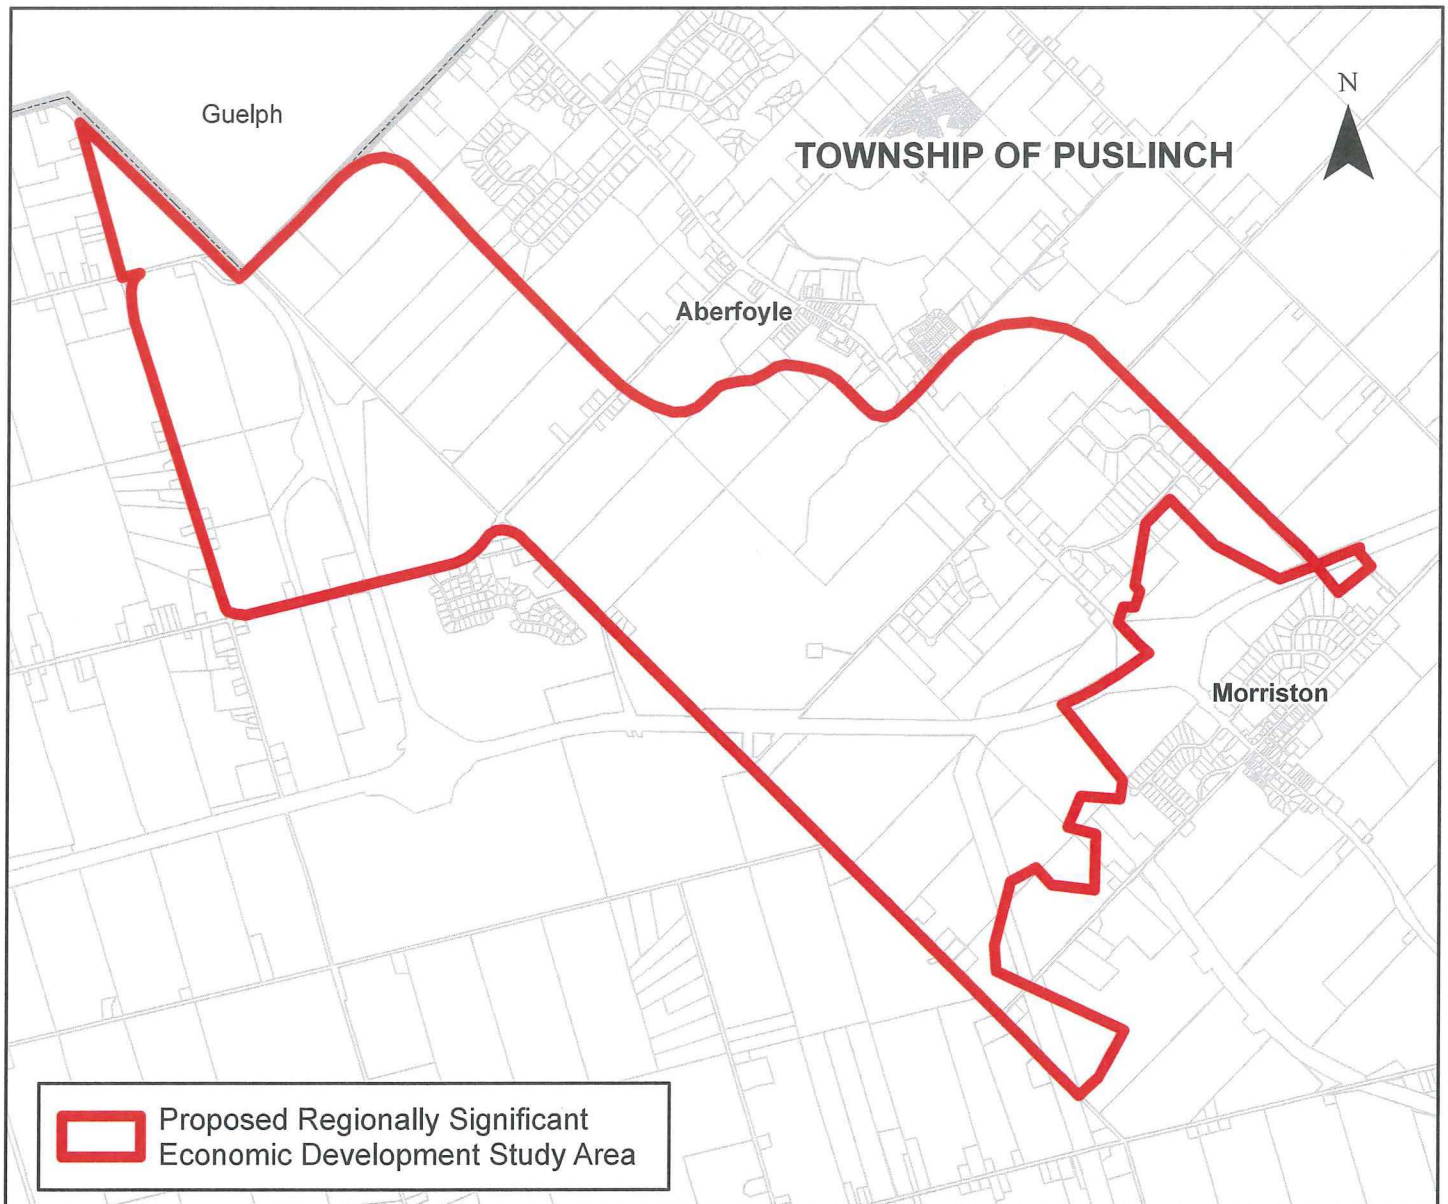 Guelph
N
TOWNSHIP OF PUSLINCH
Aberfoyle
Morriston
Proposed Regionally Significant
Economic Development Study Area